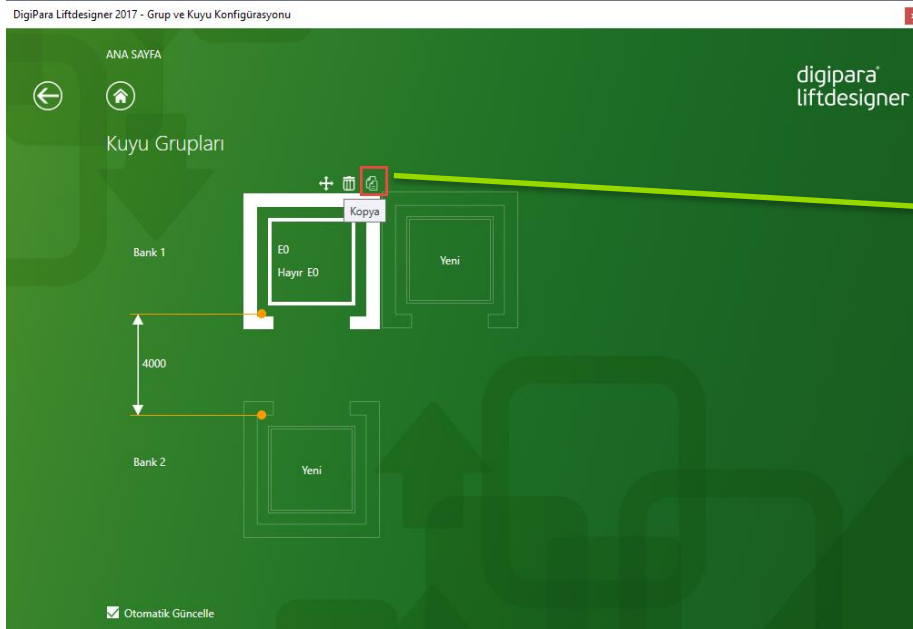 DigiPara Liftdesigner 2017 - Grup ve Kuyu Konfigürasyonu
ANA SAYFA
digipara
liftdesigner
Kuyu Grupları
Kopya
Bank 1
E0
Hayır E0
Yeni
4000
Bank 2
Yeni
Otomatik Güncelle